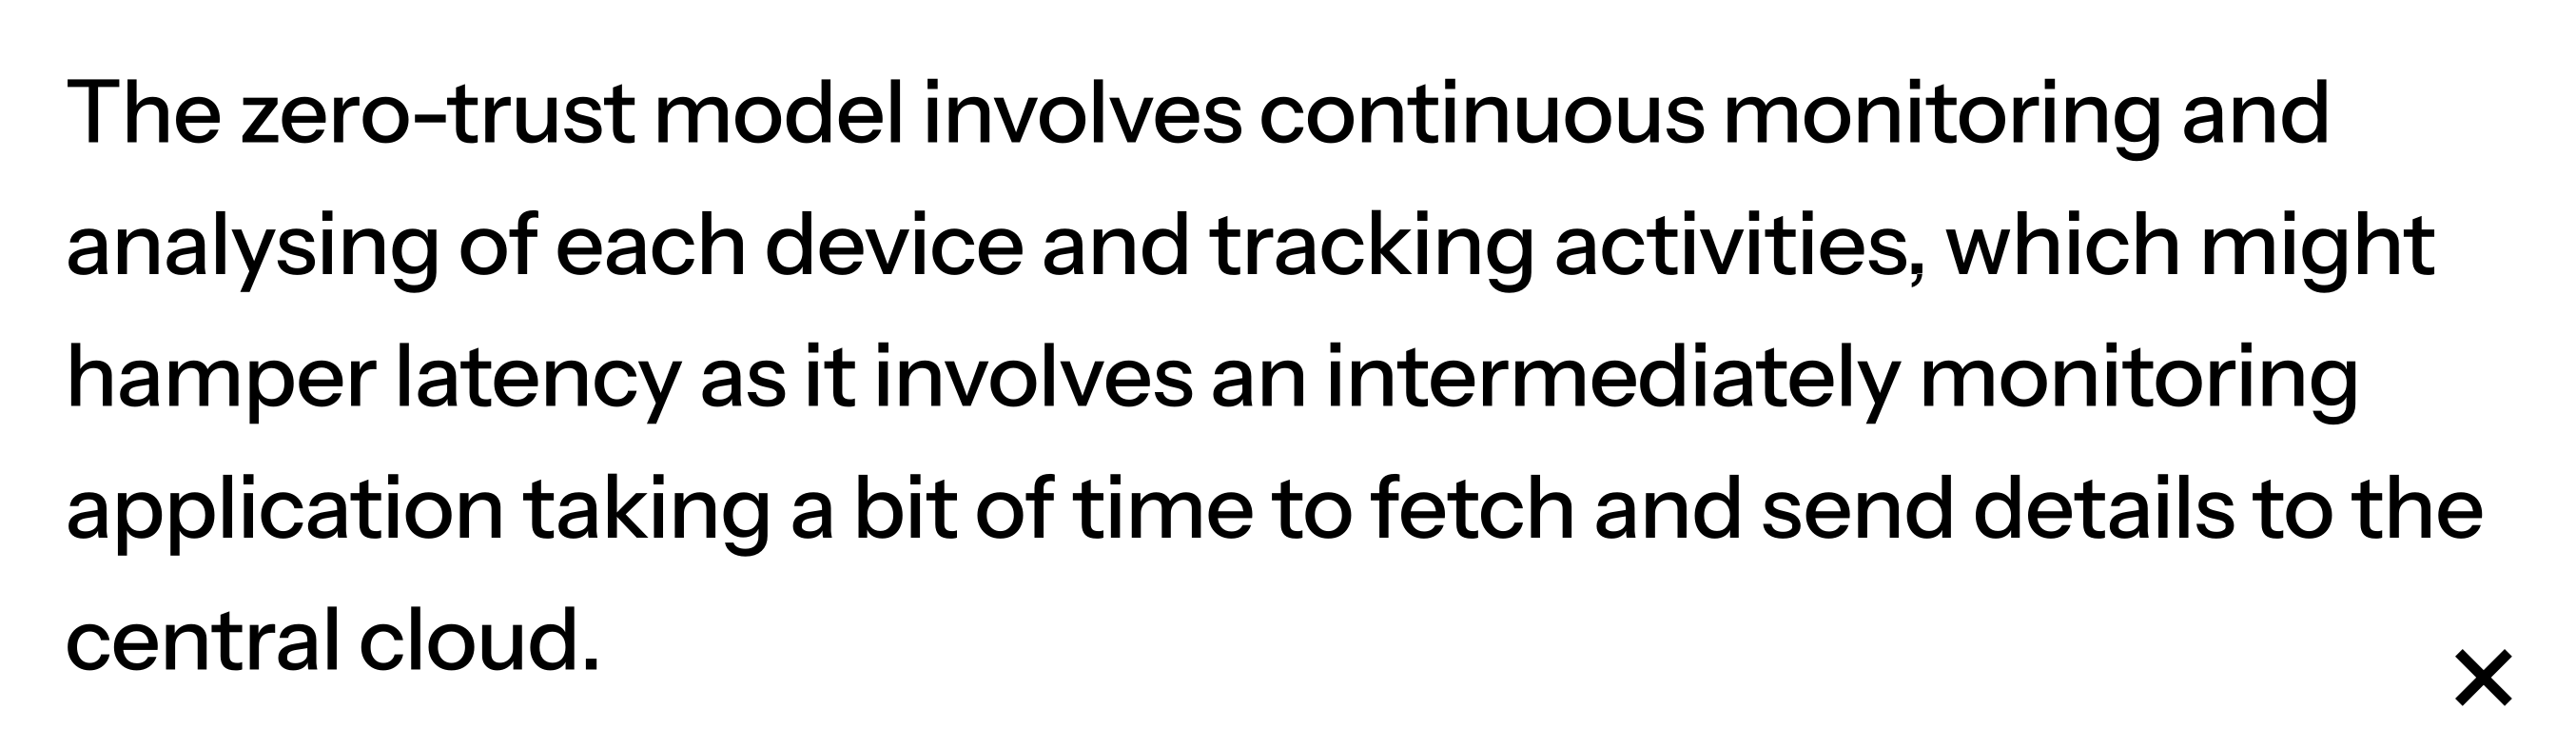 The zero-trust model involves continuous monitoring and
analysing of each device and tracking activities, which might
hamper latency as it involves an intermediately monitoring
application taking a bit of time to fetch and send details to the
central cloud.